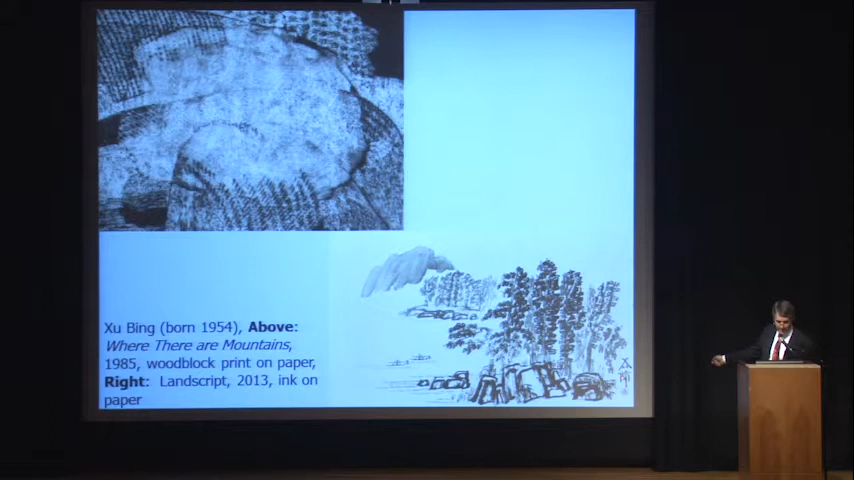 Xu Bing (born 1954), Above:
Where There are Mountains,
1985, woodblock print on paper,
Right: Landscript, 2013, ink on
paper